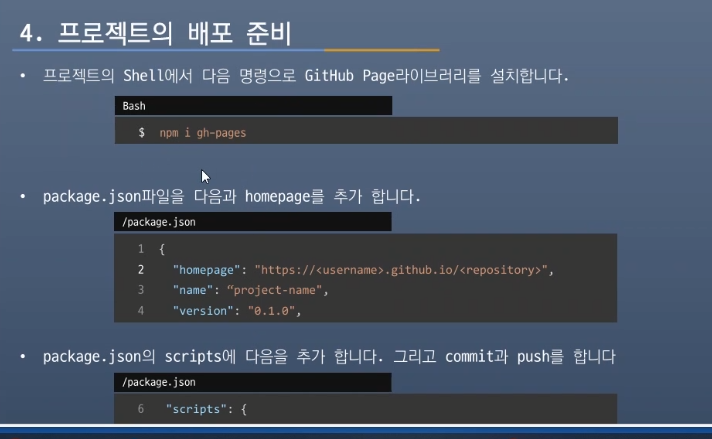 4. 프로젝트의 배포 준비
• 프로젝트의 Shell에서 다음 명령으로 GitHub Page라이브러리를 설치합니다.
Bash
$ npm i gh-pages
• package.json파일을 다음과 homepage를 추가 합니다.
/package.json
1 {
2 "homepage": "https://<username>.github.io/<repository>",
3 "name": “project-name",
4 "version": "0.1.0",
• package.json의 scripts에 다음을 추가 합니다. 그리고 commit과 push를 합니다
/package.json
6 "scripts": {